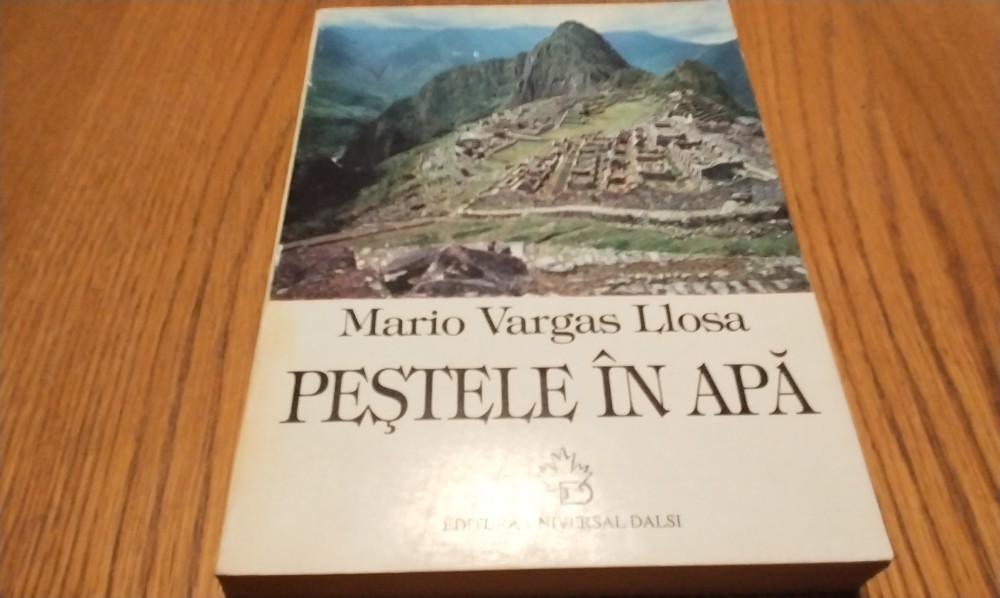 Mario Vargas Llosa
PEŞTELE ÎN APĂ
EDITURA UNIVERSAL DALSI